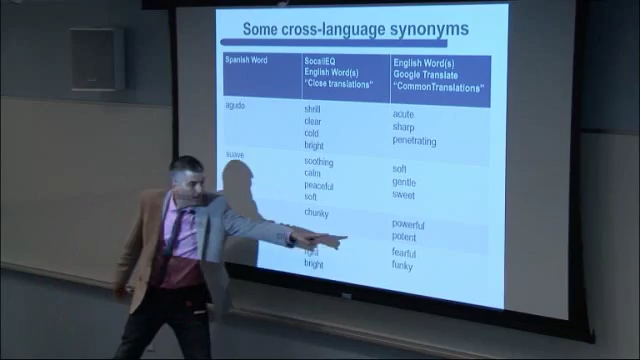 Some cross-language synonyms
Spanish Word
SocallEQ
English Word(s)
"Close translations"
English Word(s)
Google Translate
"CommonTranslations"
agudo
shrill
clear
cold
bright
acute
sharp
penetrating
suave
soothing
calm
peaceful
soft
soft
gentle
sweet
chunky
bright
powerful
potent
fearful
funky